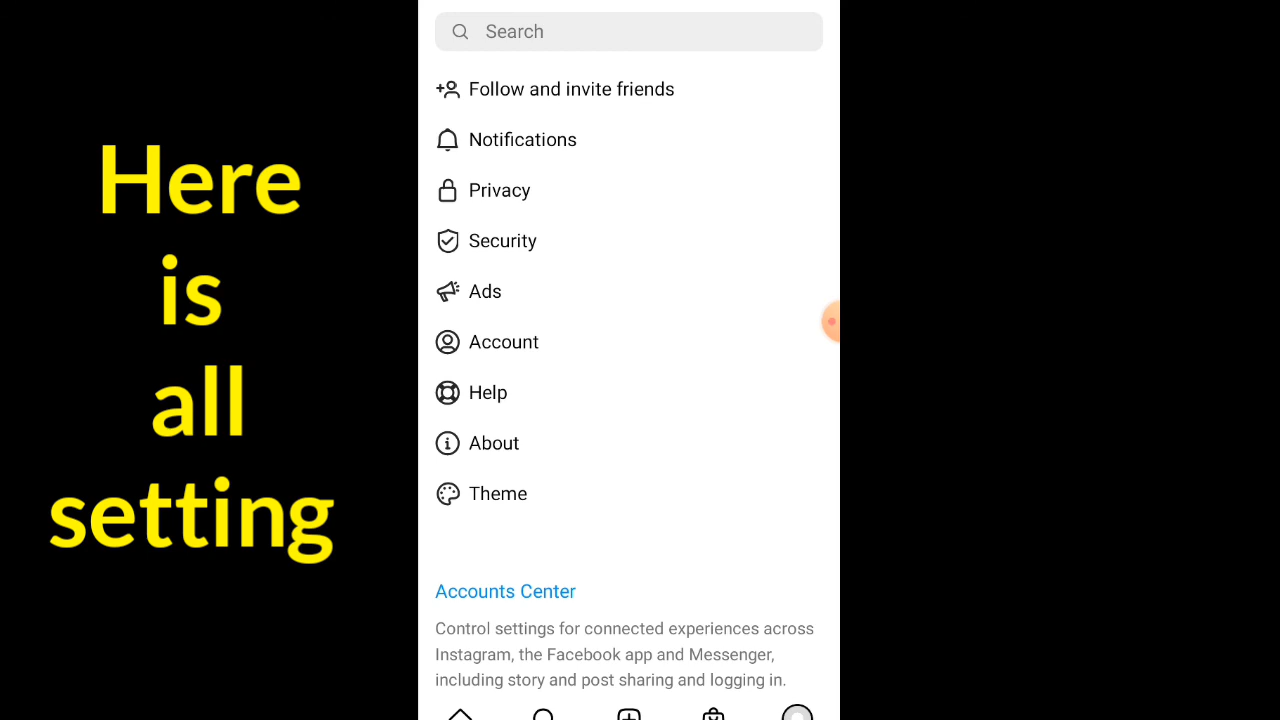 Here
is
all
setting
Search
Follow and invite friends
Notifications
Privacy
Security
Ads
Account
Help
About
Theme
Accounts Center
Control settings for connected experiences across
Instagram, the Facebook app and Messenger,
including story and post sharing and logging in.